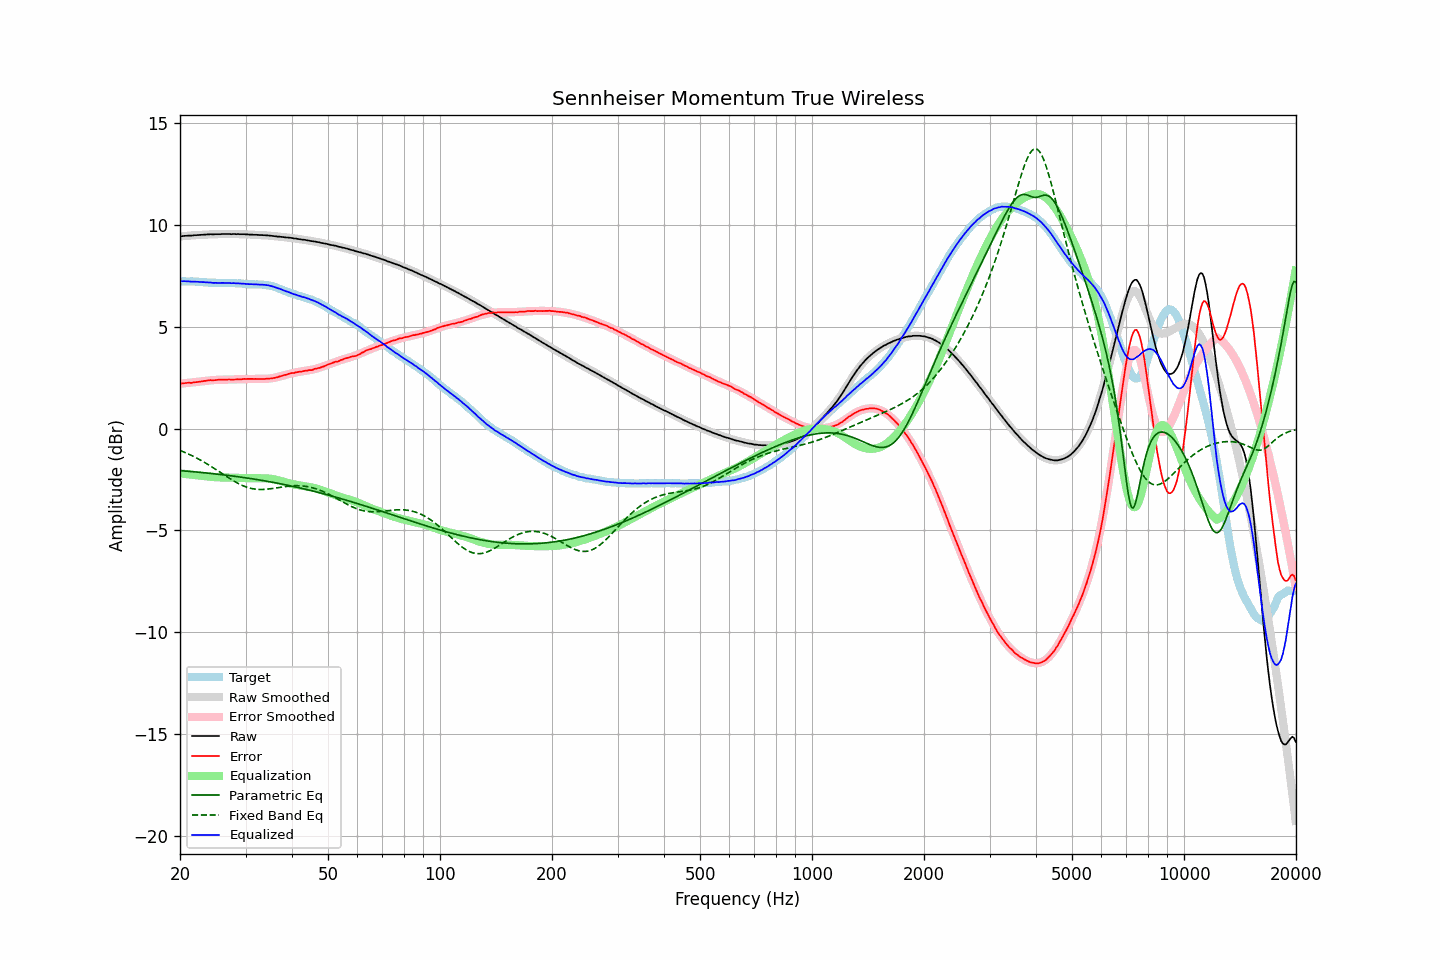 Sennheiser Momentum True Wireless
15
10
5
0
−5
−10
−15
−20
Amplitude (dBr)
Target
Raw Smoothed
Error Smoothed
Raw
Error
Equalization
Parametric Eq
Fixed Band Eq
Equalized
20 50 100 200 500 1000 2000 5000 10000 20000
Frequency (Hz)